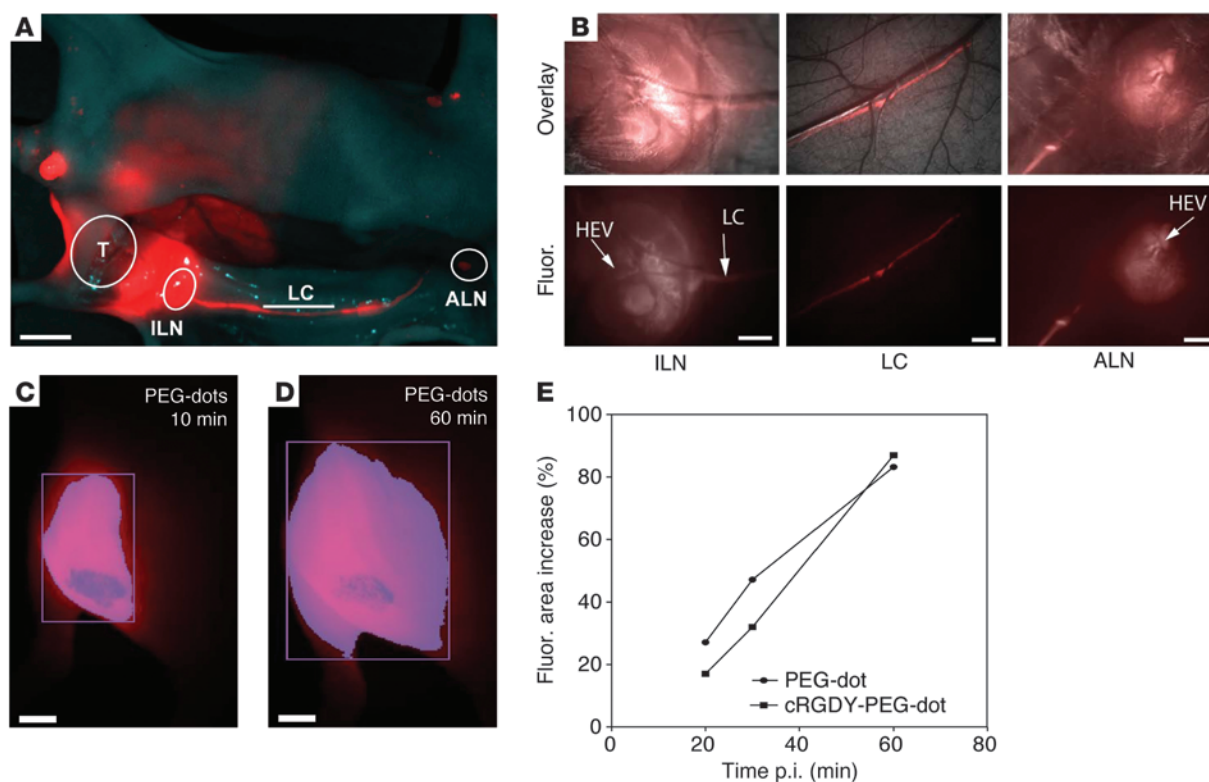 A
T
ILN
LC
ALN
B
Overlay
Fluor.
HEV
LC
HEV
ILN
LC
ALN
C
PEG-dots
10 min
D
PEG-dots
60 min
E
Fluor. area increase (%)
100
80
60
40
20
0
PEG-dot
cRGDY-PEG-dot
0
20
40
60
80
Time p.i. (min)